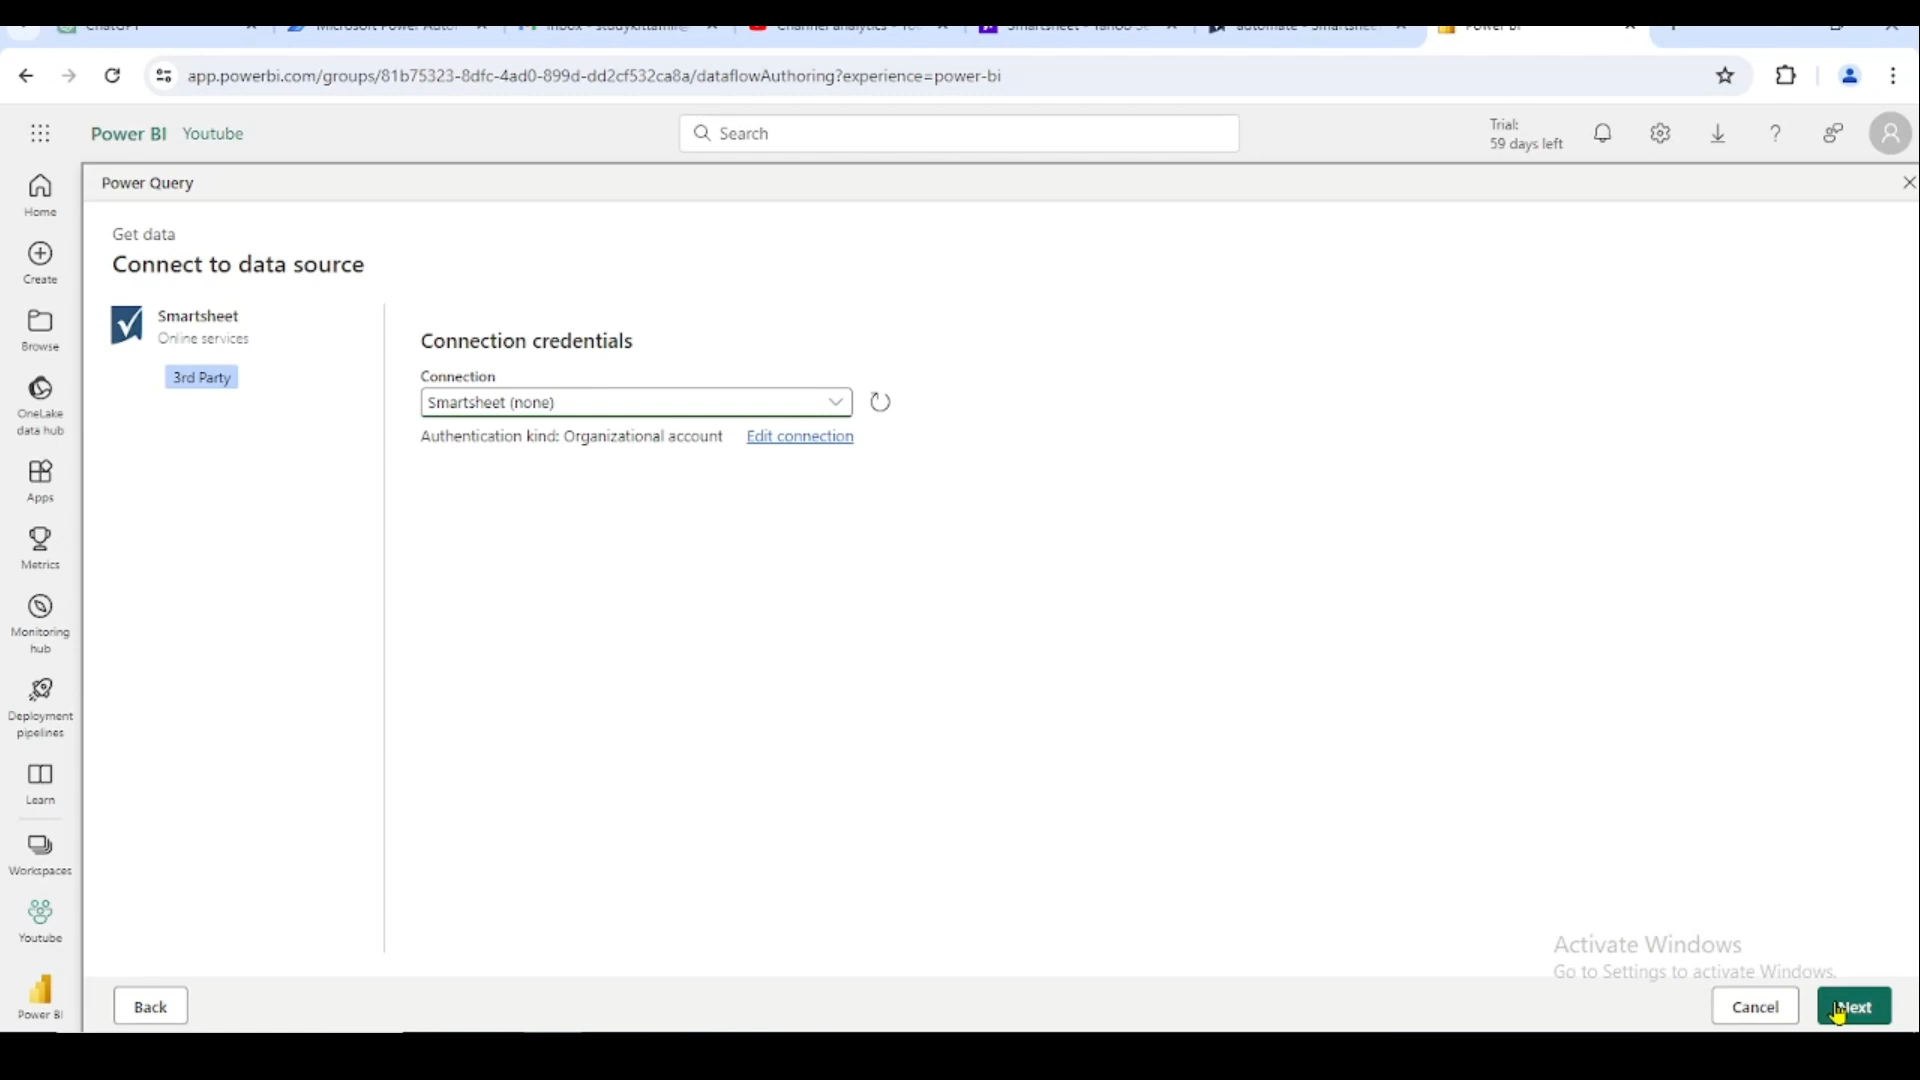 ChatGPT
app.powerbi.com/groups/81b75323-8dfc-4ad0-899d-dd2cf532ca8a/dataflowAuthoring?experience=power-bi
Power BI Youtube
Search
Trial:
59 days left
Power Query
Home
Create
Browse
OneLake
data hub
Apps
Metrics
Monitoring
hub
Deployment
pipelines
Learn
Workspaces
Youtube
Power BI
Get data
Connect to data source
Smartsheet
Online services
3rd Party
Connection credentials
Connection
Smartsheet (none)
Authentication kind: Organizational account Edit connection
Activate Windows
Go to Settings to activate Windows.
Back
Cancel
Next